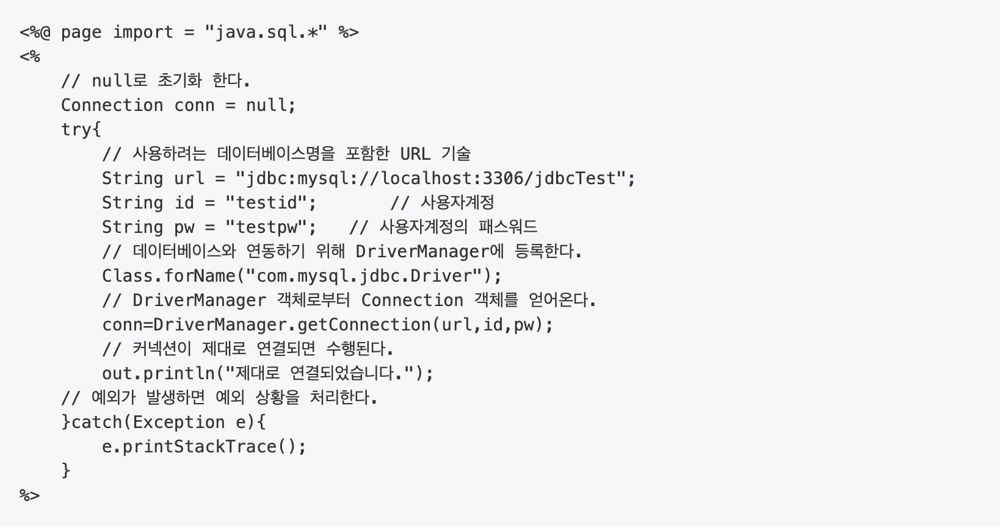 <%@ page import = "java.sql.*" %>
<%
    // null로 초기화 한다.
    Connection conn = null;
    try{
        // 사용하려는 데이터베이스명을 포함한 URL 기술
        String url = "jdbc:mysql://localhost:3306/jdbcTest";
        String id = "testid";       // 사용자계정
        String pw = "testpw";   // 사용자계정의 패스워드
        // 데이터베이스와 연동하기 위해 DriverManager에 등록한다.
        Class.forName("com.mysql.jdbc.Driver");
        // DriverManager 객체로부터 Connection 객체를 얻어온다.
        conn=DriverManager.getConnection(url,id,pw);
        // 커넥션이 제대로 연결되면 수행된다.
        out.println("제대로 연결되었습니다.");
    // 예외가 발생하면 예외 상황을 처리한다.
    }catch(Exception e){
        e.printStackTrace();
    }
%>